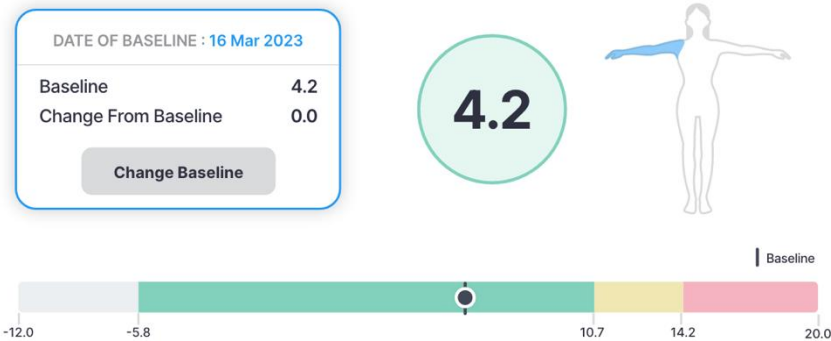 DATE OF BASELINE : 16 Mar 2023
Baseline 4.2
Change From Baseline 0.0
Change Baseline
4.2
Baseline
-12.0 -5.8 10.7 14.2 20.0